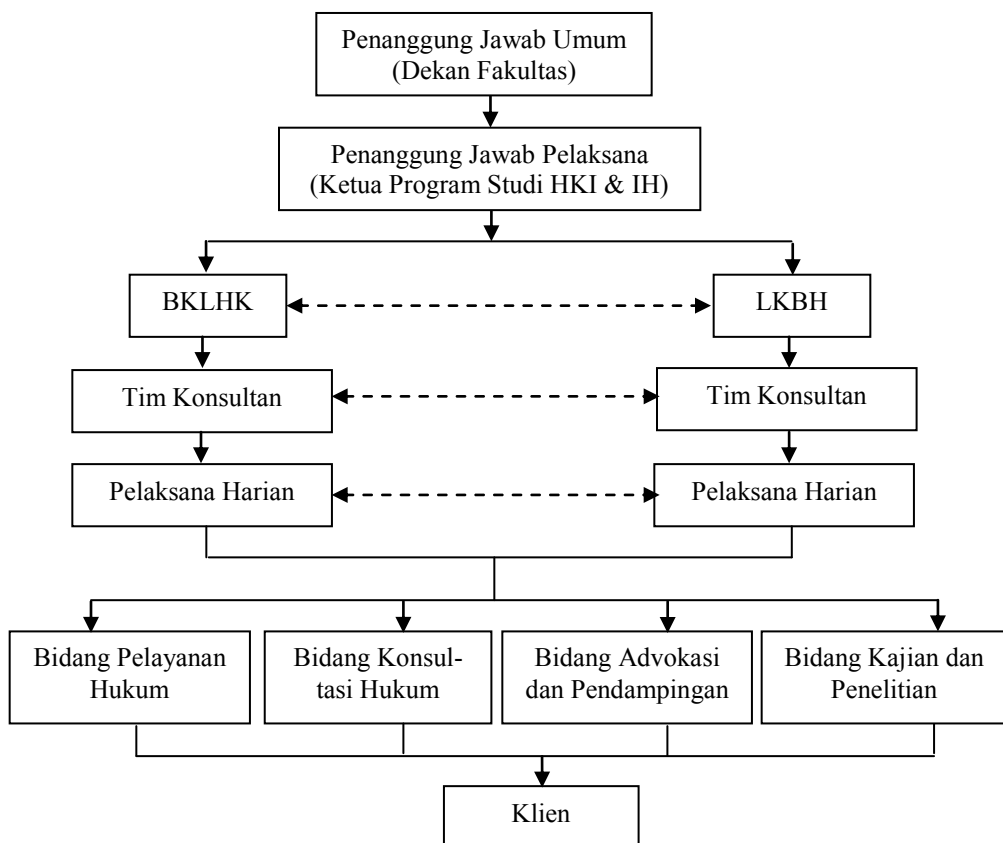 Penanggung Jawab Umum
(Dekan Fakultas)
Penanggung Jawab Pelaksana
(Ketua Program Studi HKI & IH)
BKLHK
LKBH
Tim Konsultan
Tim Konsultan
Pelaksana Harian
Pelaksana Harian
Bidang Pelayanan
Hukum
Bidang Konsul-
tasi Hukum
Bidang Advokasi
dan Pendampingan
Bidang Kajian dan
Penelitian
Klien